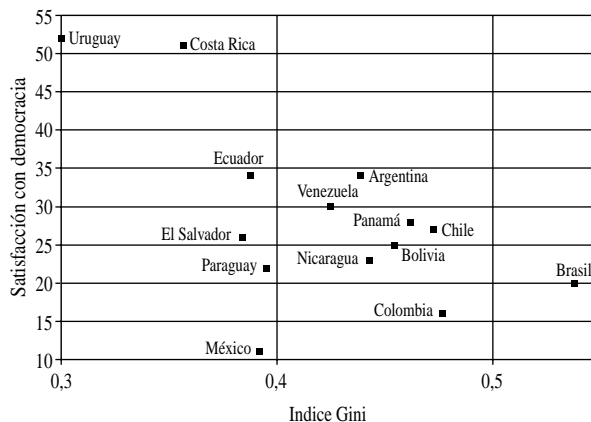 55
50
45
40
35
30
25
20
15
10
Satisfacción con democracia
Uruguay
Costa Rica
Ecuador
Argentina
Venezuela
Panamá
Chile
El Salvador
Bolivia
Nicaragua
Paraguay
Brasil
Colombia
México
0,3 0,4 0,5
Indice Gini